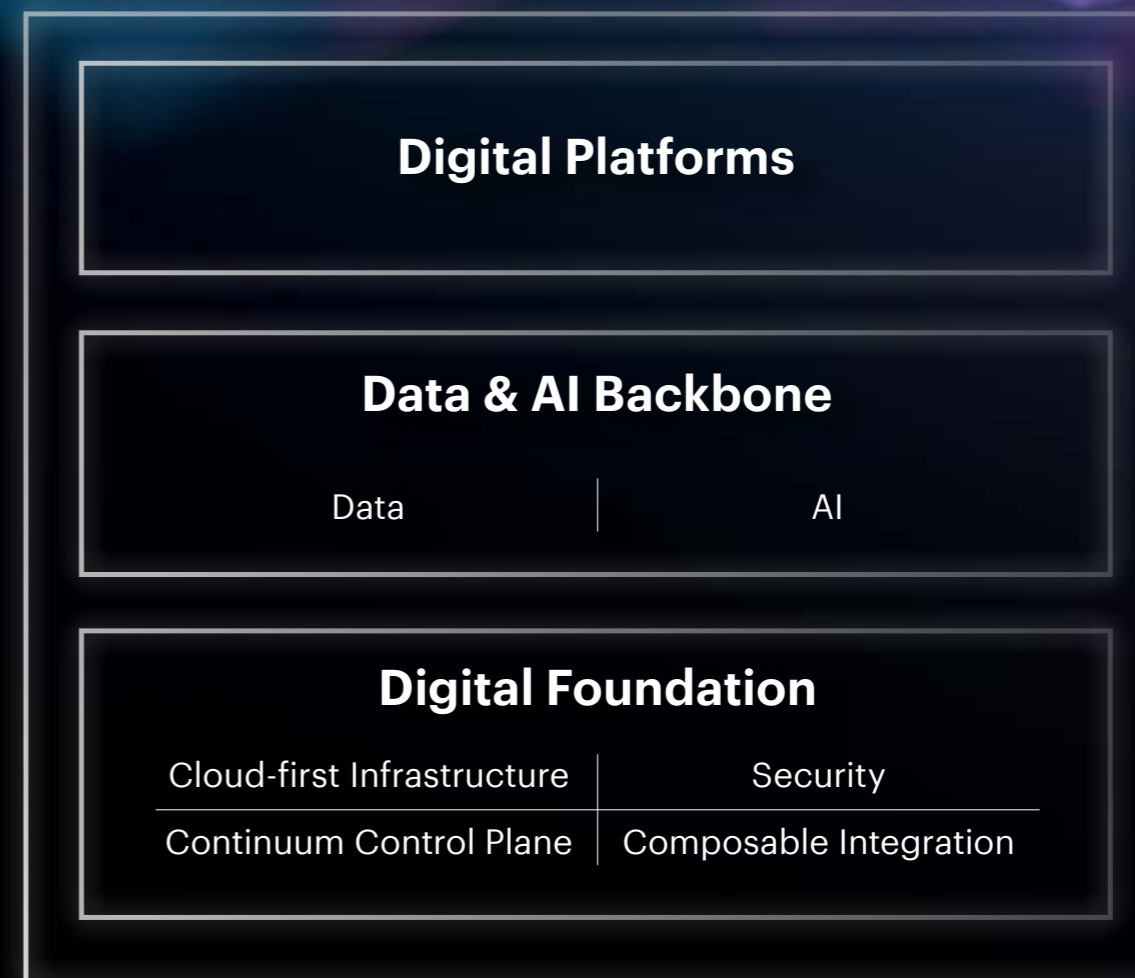 Digital Platforms
Data & AI Backbone
Data AI
Digital Foundation
Cloud-first Infrastructure Security
Continuum Control Plane Composable Integration